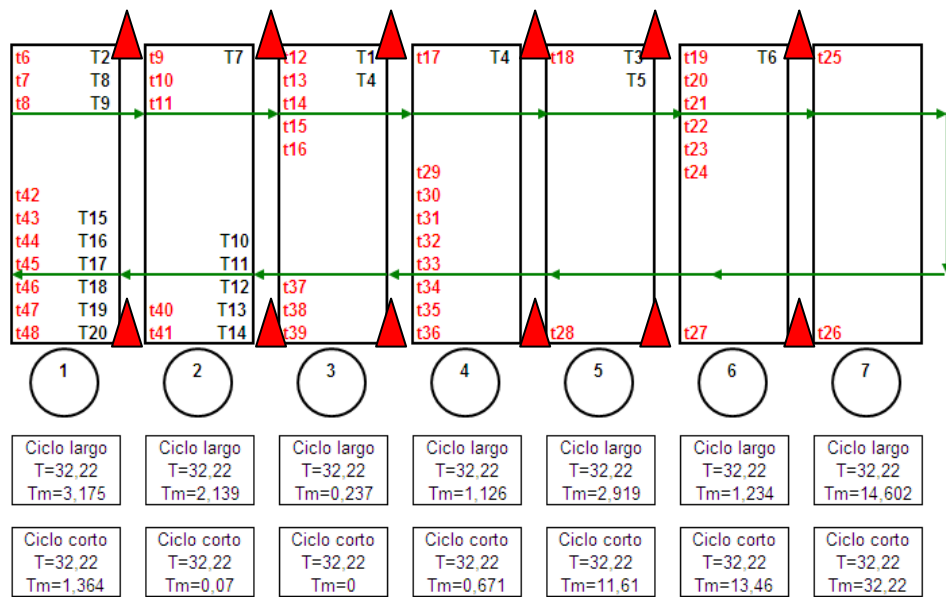 t6 T2 t9 T7 t12 T1 t17 T4 t18 T3 t19 T6 t25
t7 T8 t10 t13 T4 T5 t20
t8 T9 t11 t14 t21
t15 t22
t16 t23
t29 t24
t42 t30
t43 T15 t31
t44 T16 T10 t32
t45 T17 T11 t33
t46 T18 T12 t37 t34
t47 T19 t40 T13 t38 t35
t48 T20 t41 T14 t39 t36 t28 t27 t26
1 2 3 4 5 6 7
Ciclo largo Ciclo largo Ciclo largo Ciclo largo Ciclo largo Ciclo largo Ciclo largo
T=32,22 T=32,22 T=32,22 T=32,22 T=32,22 T=32,22 T=32,22
Tm=3,175 Tm=2,139 Tm=0,237 Tm=1,126 Tm=2,919 Tm=1,234 Tm=14,602
Ciclo corto Ciclo corto Ciclo corto Ciclo corto Ciclo corto Ciclo corto Ciclo corto
T=32,22 T=32,22 T=32,22 T=32,22 T=32,22 T=32,22 T=32,22
Tm=1,364 Tm=0,07 Tm=0 Tm=0,671 Tm=11,61 Tm=13,46 Tm=32,22